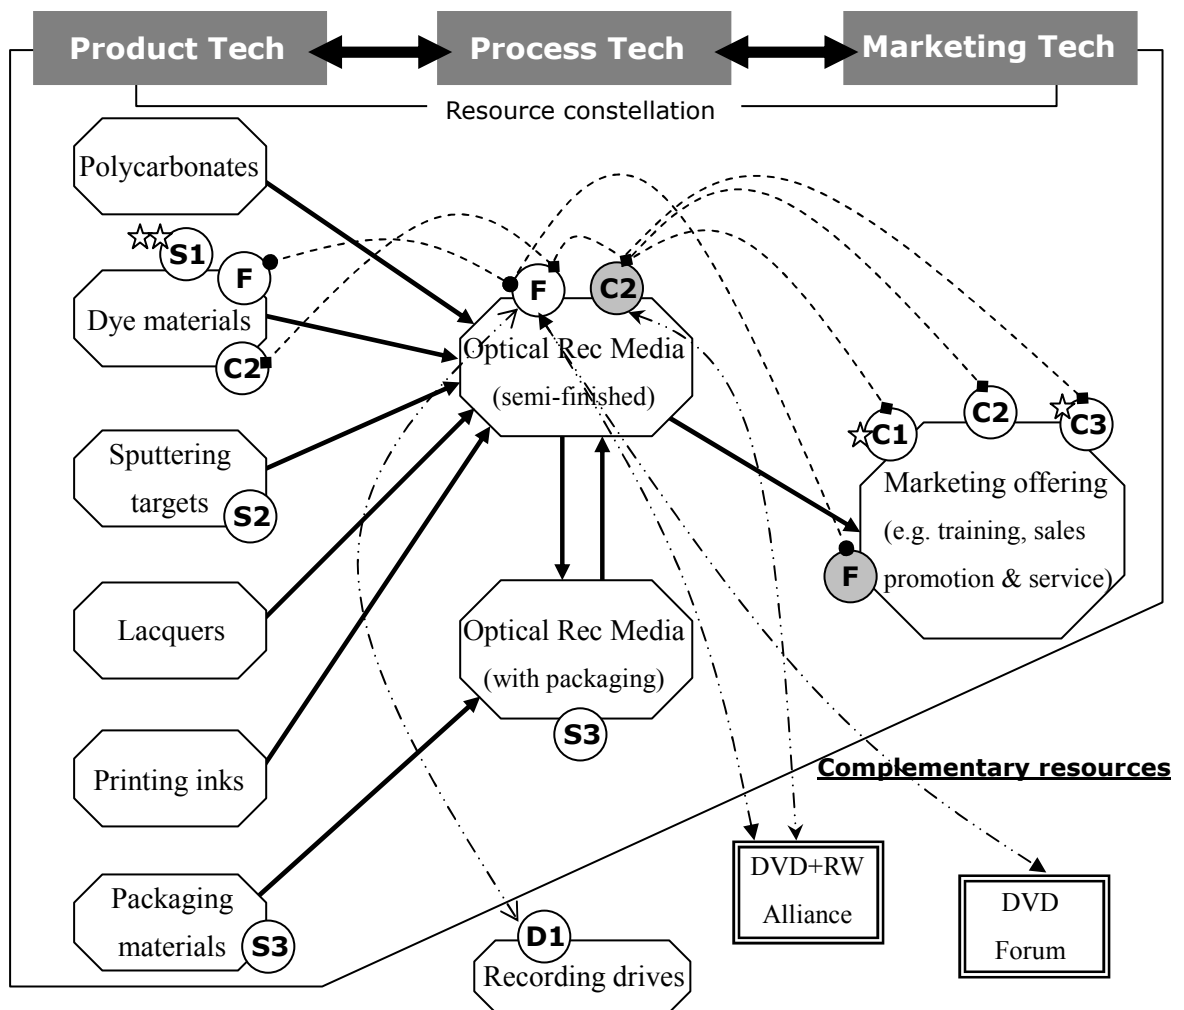 Product Tech
Process Tech
Marketing Tech
Resource constellation
Polycarbonates
S1
F
Dye materials
C2
F
C2
Optical Rec Media
(semi-finished)
C1
C2
C3
Marketing offering
(e.g. training, sales
promotion & service)
F
Sputtering
targets
S2
Lacquers
Optical Rec Media
(with packaging)
S3
Printing inks
Complementary resources
Packaging
materials
S3
D1
Recording drives
DVD+RW
Alliance
DVD
Forum